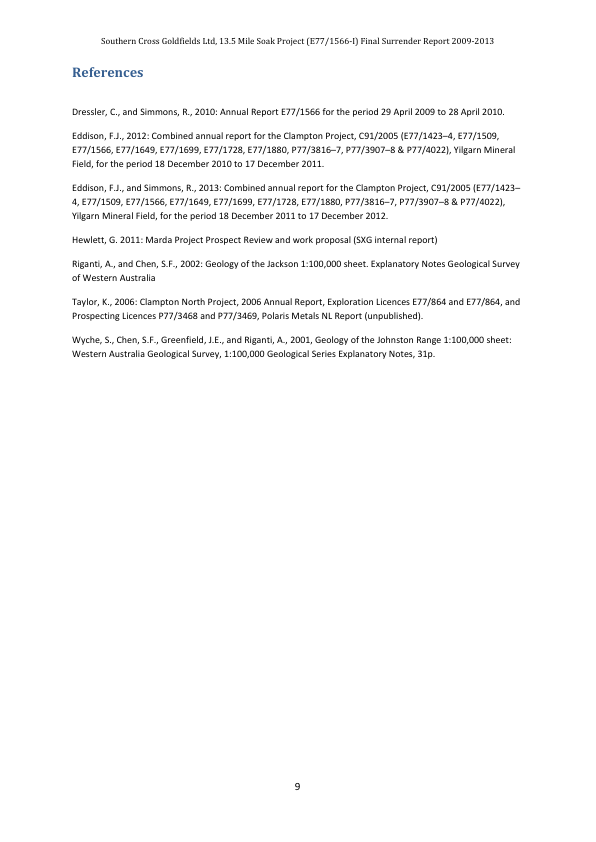 Southern Cross Goldfields Ltd, 13.5 Mile Soak Project (E77/1566-I) Final Surrender Report 2009-2013
References
Dressler, C., and Simmons, R., 2010: Annual Report E77/1566 for the period 29 April 2009 to 28 April 2010.
Eddison, F.J., 2012: Combined annual report for the Clampton Project, C91/2005 (E77/1423–4, E77/1509,
E77/1566, E77/1649, E77/1699, E77/1728, E77/1880, P77/3816–7, P77/3907–8 & P77/4022), Yilgarn Mineral
Field, for the period 18 December 2010 to 17 December 2011.
Eddison, F.J., and Simmons, R., 2013: Combined annual report for the Clampton Project, C91/2005 (E77/1423–
4, E77/1509, E77/1566, E77/1649, E77/1699, E77/1728, E77/1880, P77/3816–7, P77/3907–8 & P77/4022),
Yilgarn Mineral Field, for the period 18 December 2011 to 17 December 2012.
Hewlett, G. 2011: Marda Project Prospect Review and work proposal (SXG internal report)
Riganti, A., and Chen, S.F., 2002: Geology of the Jackson 1:100,000 sheet. Explanatory Notes Geological Survey
of Western Australia
Taylor, K., 2006: Clampton North Project, 2006 Annual Report, Exploration Licences E77/864 and E77/864, and
Prospecting Licences P77/3468 and P77/3469, Polaris Metals NL Report (unpublished).
Wyche, S., Chen, S.F., Greenfield, J.E., and Riganti, A., 2001, Geology of the Johnston Range 1:100,000 sheet:
Western Australia Geological Survey, 1:100,000 Geological Series Explanatory Notes, 31p.
9